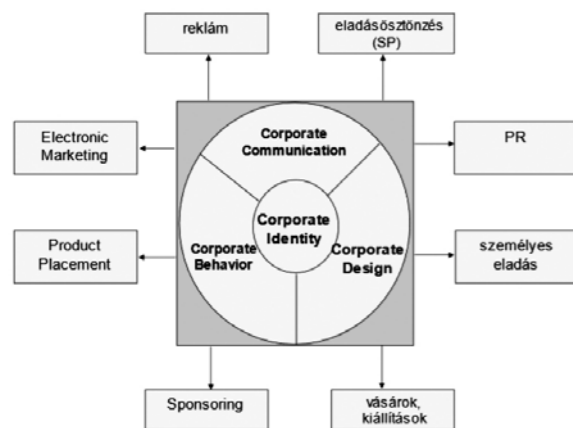 reklám
eladásösztönzés
(SP)
Electronic
Marketing
Corporate
Communication
PR
Corporate
Identity
Product
Placement
Corporate
Behavior
Corporate
Design
személyes
eladás
Sponsoring
vásárok,
kiállítások